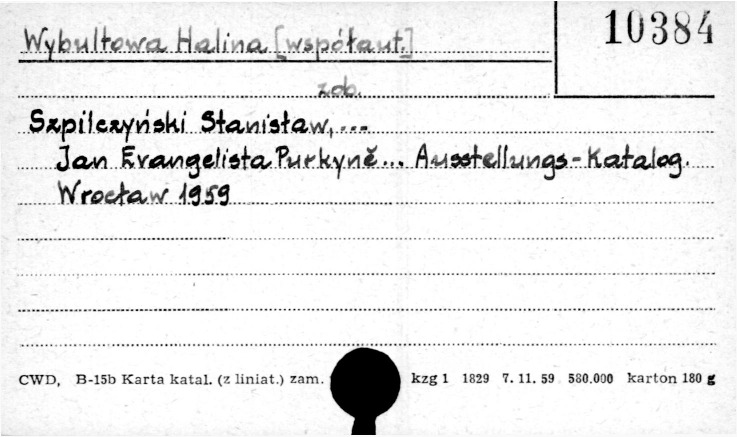 10384
Wybultowa Halina [współaut.]
zob.
Szpilczyński Stanisław, ...
Jan Evangelista Purkyně... Ausstellungs-Katalog.
Wrocław 1959
CWD, B-15b Karta katal. (z liniat.) zam. kzg 1 1829 7. 11. 59 580.000 karton 180 g